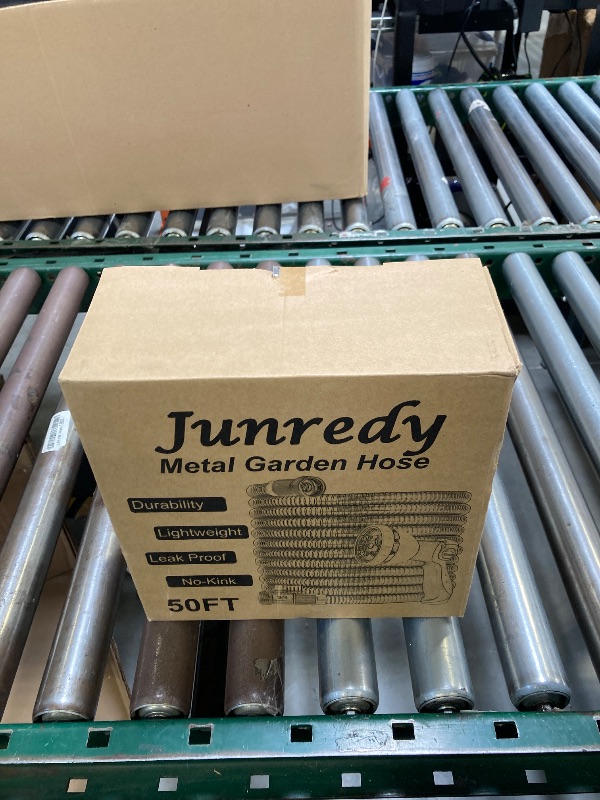 Junredy
Metal Garden Hose
Durability
Lightweight
Leak Proof
No-Kink
50FT